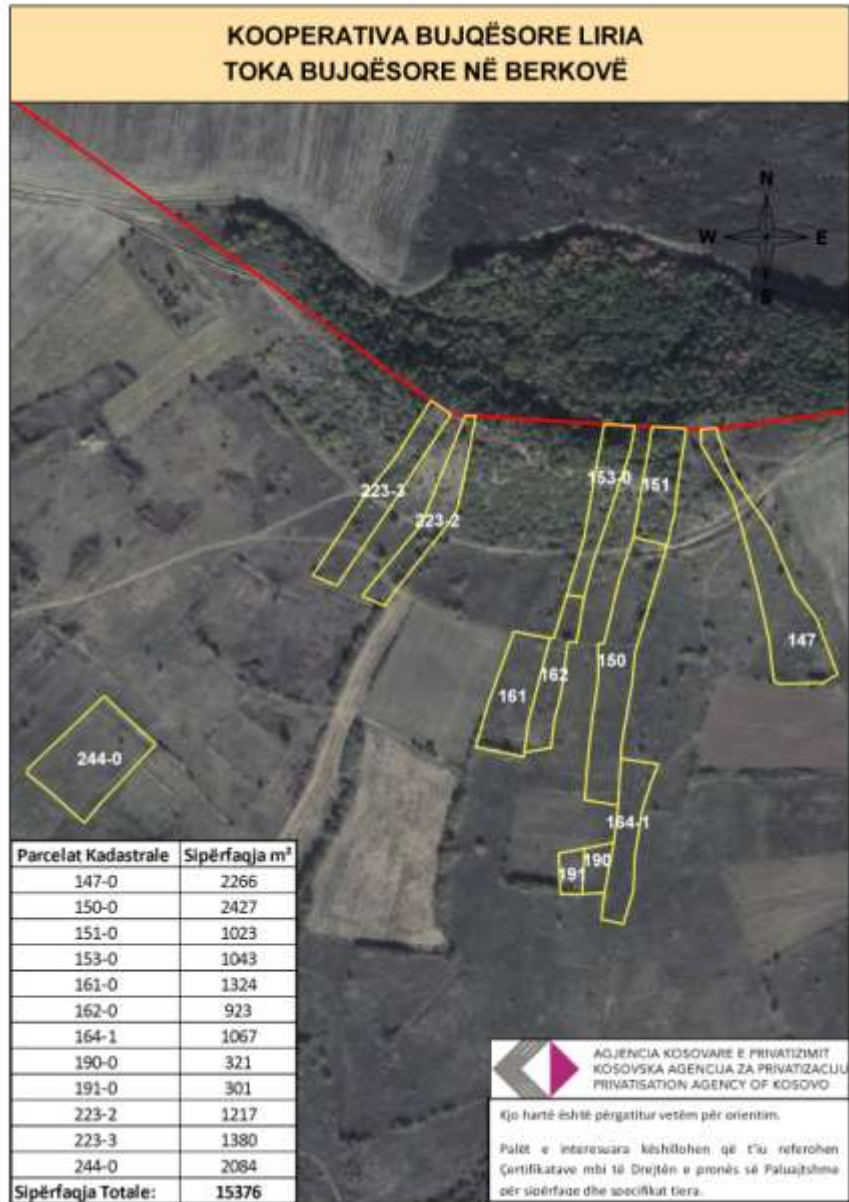 KOOPERATIVA BUJQËSORE LIRIA
TOKA BUJQËSORE NË BERKOVË
N
W E
S
153-0
151
223-3
223-2
147
150
162
161
244-0
164-1
190
191
Parcelat Kadastrale Sipërfaqja m²
147-0 2266
150-0 2427
151-0 1023
153-0 1043
161-0 1324
162-0 923
164-1 1067
190-0 321
191-0 301
223-2 1217
223-3 1380
244-0 2084
Sipërfaqja Totale: 15376
AGJENCIA KOSOVARE E PRIVATIZIMIT
KOSOVSKA AGENCIJA ZA PRIVATIZACIJU
PRIVATISATION AGENCY OF KOSOVO
Kjo hartë është përgatitur vetëm për orientim.
Palët e interesuara këshillohen që t'iu referohen
Çertifikatave mbi të Drejtën e pronës së Paluajtshme
për sipërfaqe dhe specifikat tjera.